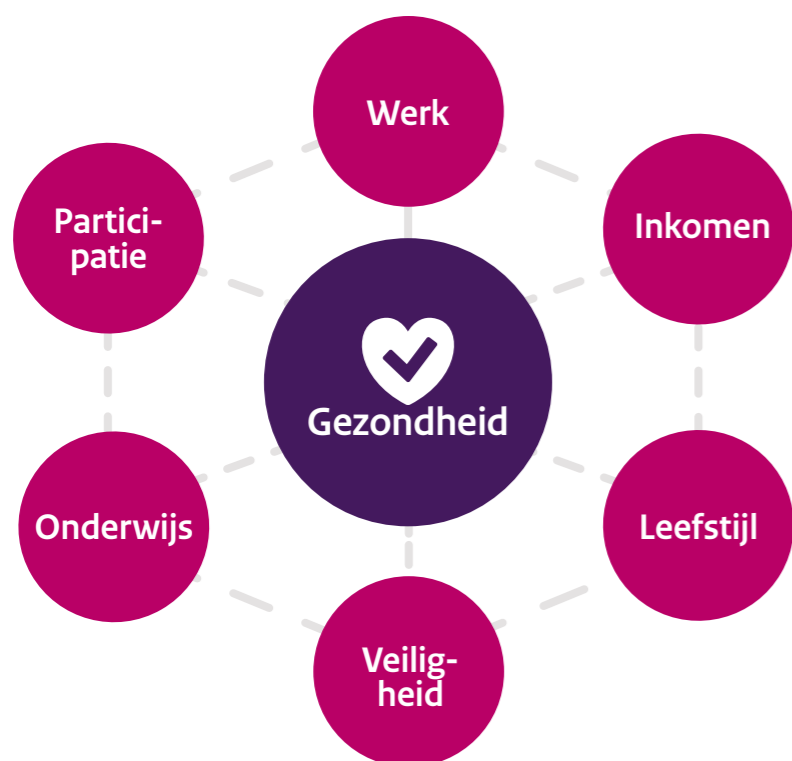 Werk
Partici-
patie
Inkomen
Gezondheid
Onderwijs
Leefstijl
Veilig-
heid